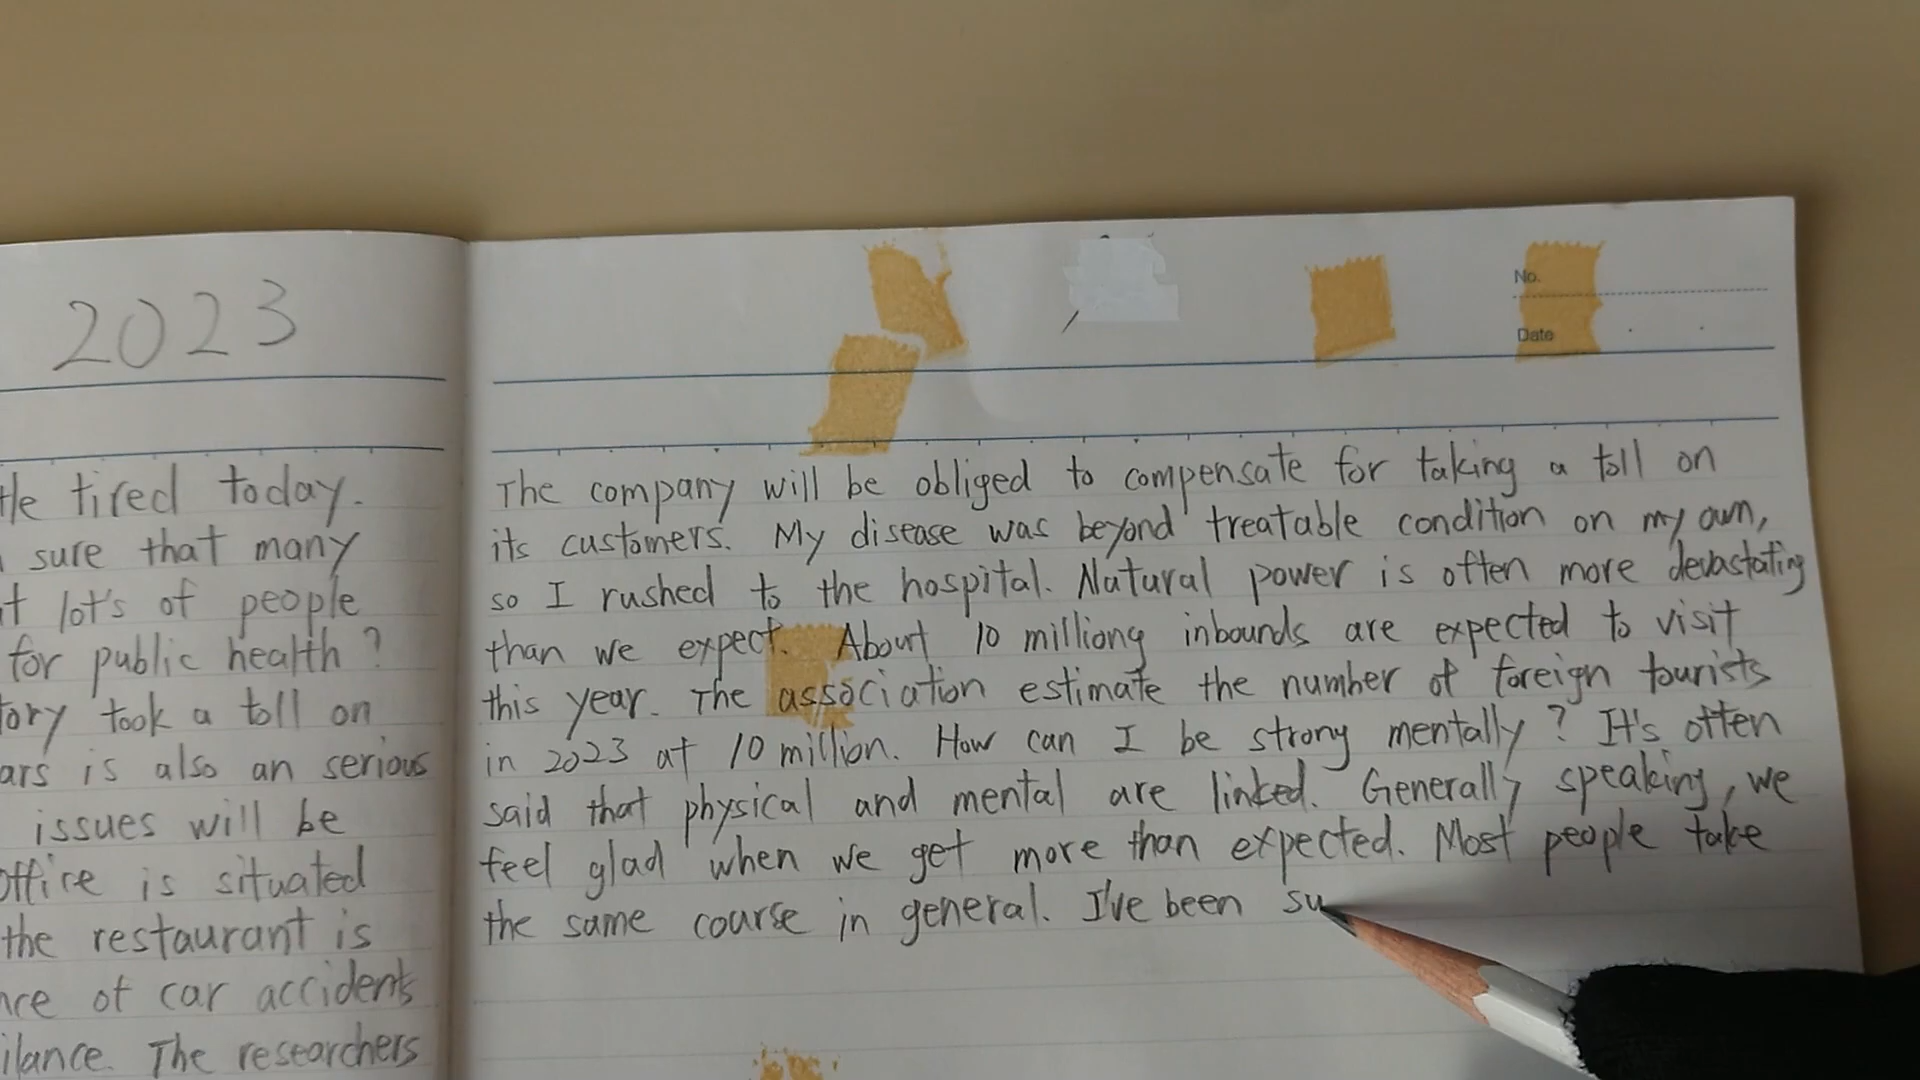 2023
tired today.
sure that many
lot's of people
for public health?
took a toll on
is also an serious
issues will be
office is situated
the restaurant is
of car accidents
The researchers
No.
Date
The company will be obliged to compensate for taking a toll on
its customers. My disease was beyond treatable condition on my own,
so I rushed to the hospital. Natural power is often more devastating
than we expect. About 10 milliong inbounds are expected to visit
this year. The association estimate the number of foreign tourists
in 2023 at 10 million. How can I be strong mentally? It's often
said that physical and mental are linked. Generally speaking, we
feel glad when we get more than expected. Most people take
the same course in general. I've been su